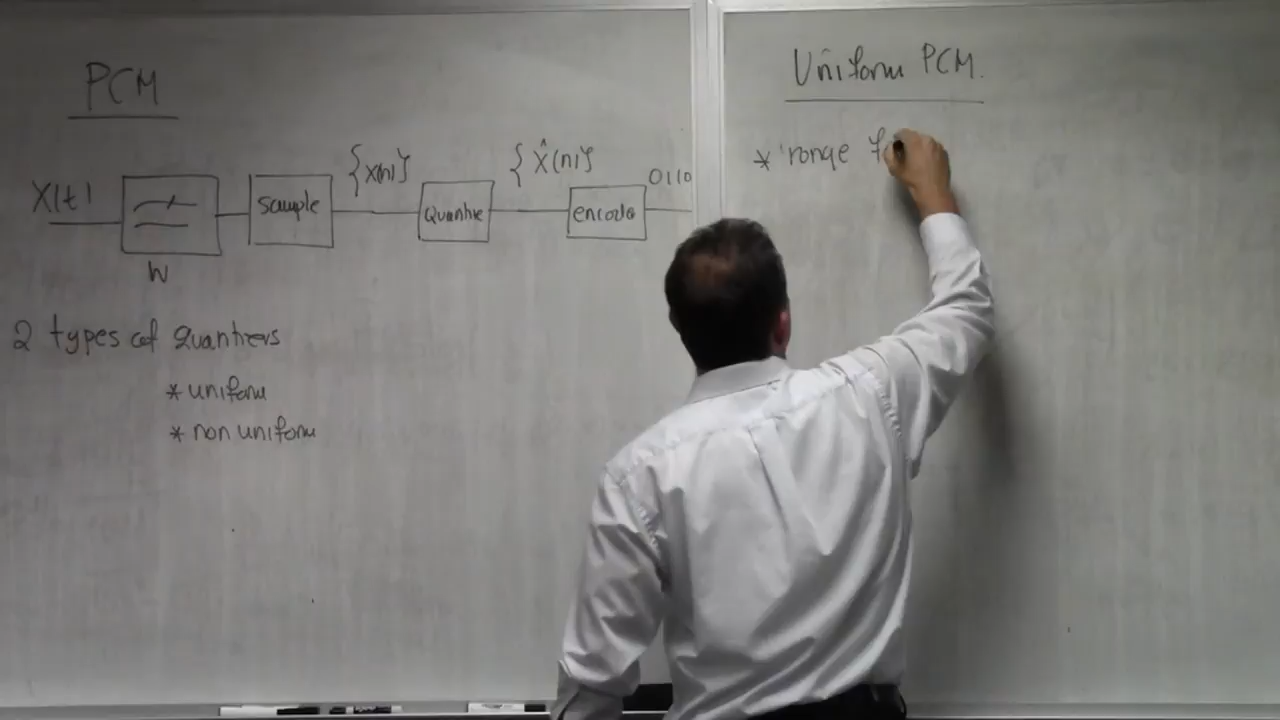 PCM
X(t)
W
Sample
{x(n)}
Quantize
{x̂(n)}
encoder
0110
2 types of Quantizers
* uniform
* non uniform
Uniform PCM.
* range